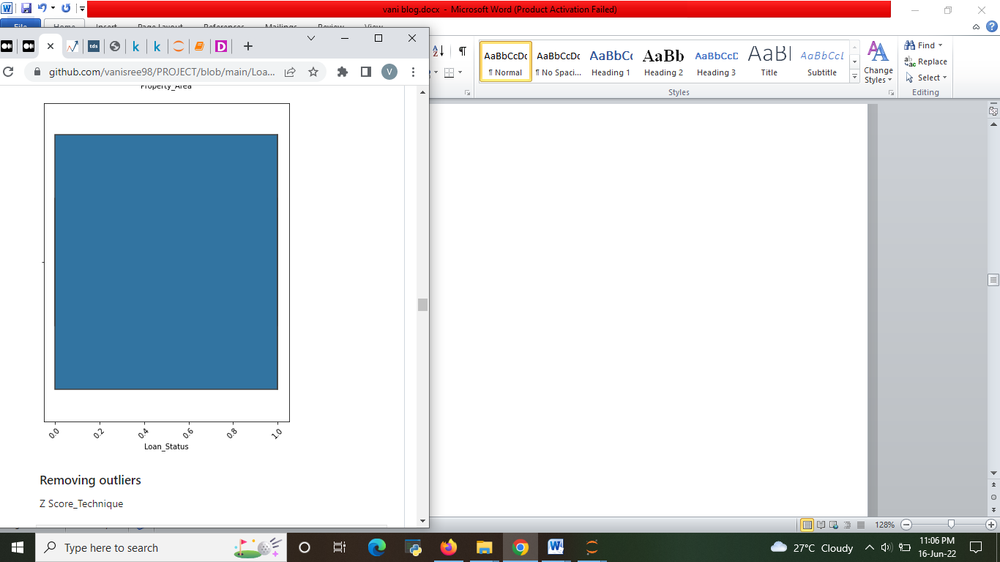 vani blog.docx - Microsoft Word (Product Activation Failed)
File Home Insert Page Layout References Mailings Review View
tds k k D
github.com/vanisree98/PROJECT/blob/main/Loa...
V
AaBbCcDc AaBbCcDc AaBbCc AaBb AaBbCcD AaBl AaBbCcL
¶ Normal ¶ No Spaci... Heading 1 Heading 2 Heading 3 Title Subtitle
Change
Styles
Find
Replace
Select
Styles Editing
Property_Area
0.0 0.2 0.4 0.6 0.8 1.0
Loan_Status
Removing outliers
Z Score_Technique
128%
Type here to search
27°C Cloudy
11:06 PM
16-Jun-22